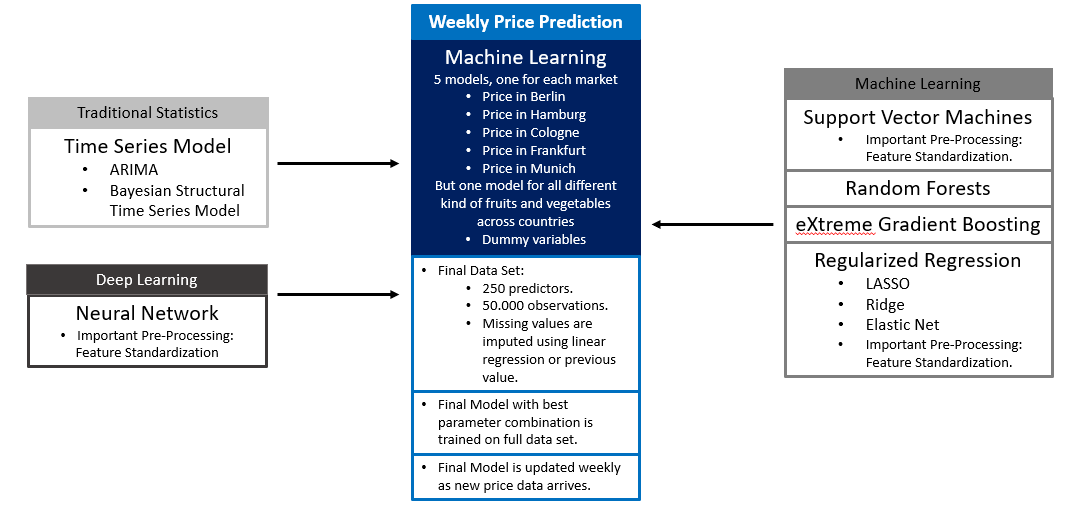 Traditional Statistics
Time Series Model
• ARIMA
• Bayesian Structural
Time Series Model
Deep Learning
Neural Network
• Important Pre-Processing:
Feature Standardization
Weekly Price Prediction
Machine Learning
5 models, one for each market
• Price in Berlin
• Price in Hamburg
• Price in Cologne
• Price in Frankfurt
• Price in Munich
But one model for all different
kind of fruits and vegetables
across countries
• Dummy variables
• Final Data Set:
• 250 predictors.
• 50.000 observations.
• Missing values are
imputed using linear
regression or previous
value.
• Final Model with best
parameter combination is
trained on full data set.
• Final Model is updated weekly
as new price data arrives.
Machine Learning
Support Vector Machines
• Important Pre-Processing:
Feature Standardization.
Random Forests
eXtreme Gradient Boosting
Regularized Regression
• LASSO
• Ridge
• Elastic Net
• Important Pre-Processing:
Feature Standardization.